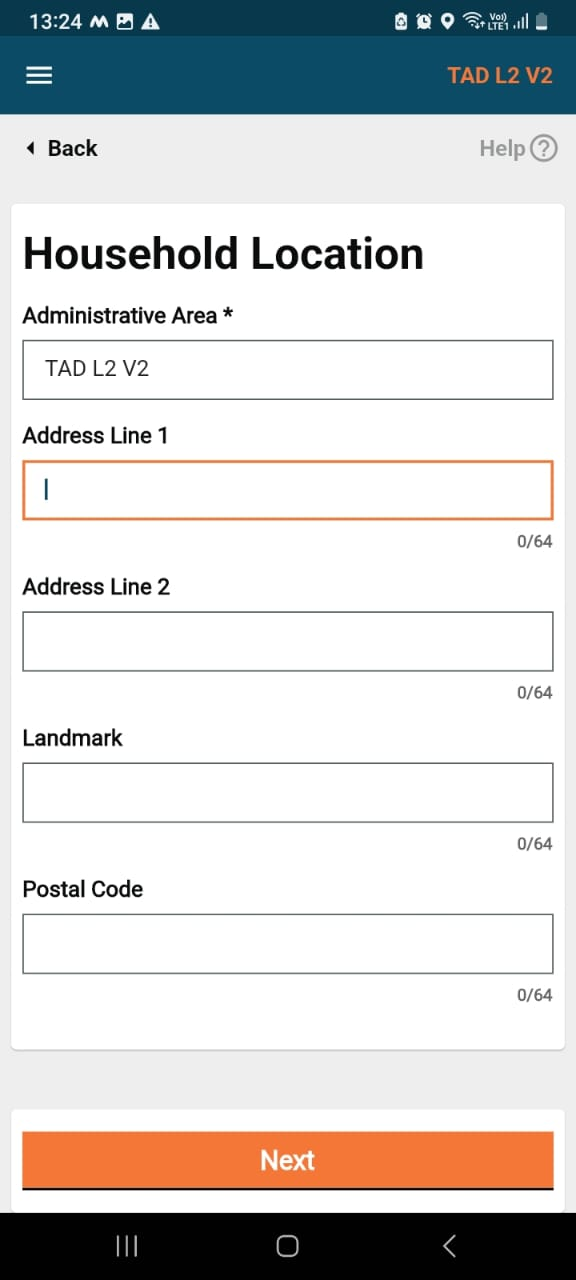 13:24
Vo)) LTE1
TAD L2 V2
Back
Help ?
Household Location
Administrative Area *
TAD L2 V2
Address Line 1
0/64
Address Line 2
0/64
Landmark
0/64
Postal Code
0/64
Next